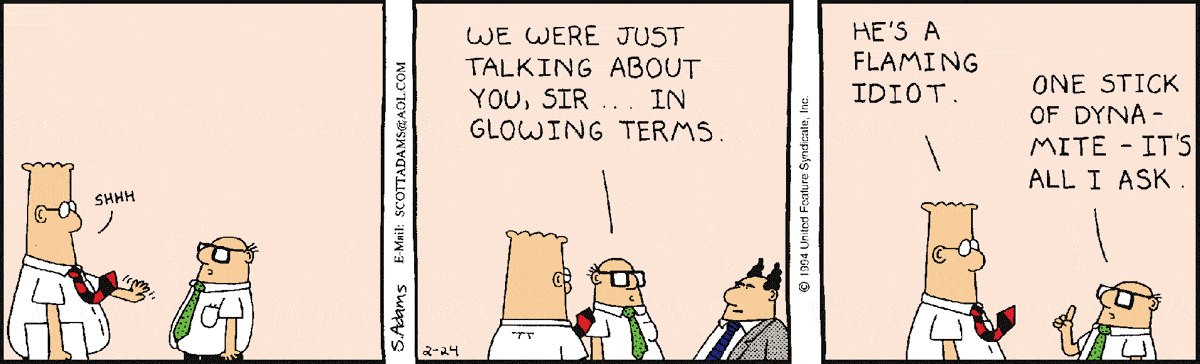 SHHH
S.Adams E-Mail: SCOTTADAMS@AOL.COM
WE WERE JUST
TALKING ABOUT
YOU, SIR ... IN
GLOWING TERMS.
2-24
© 1994 United Feature Syndicate, Inc.
HE'S A
FLAMING
IDIOT.
ONE STICK
OF DYNA-
MITE - IT'S
ALL I ASK.